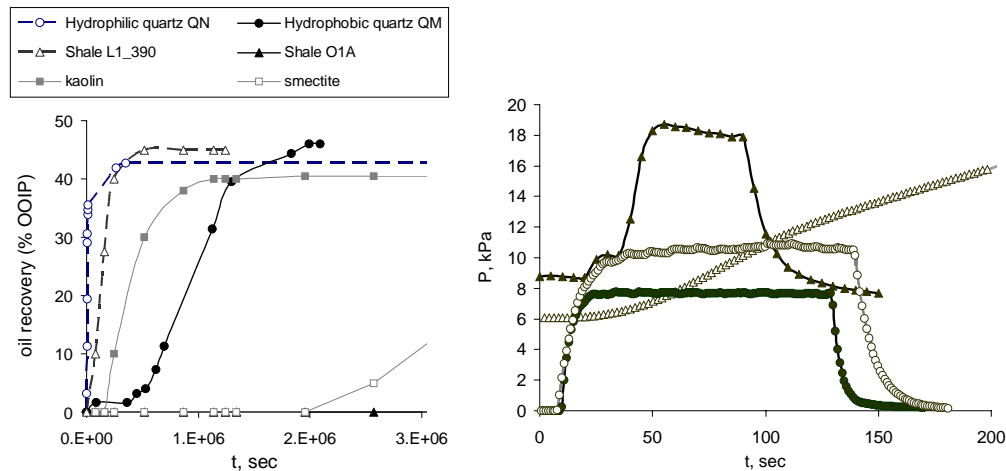 Hydrophilic quartz QN
Hydrophobic quartz QM
Shale L1_390
Shale O1A
kaolin
smectite
50
40
30
20
10
0
oil recovery (% OOIP)
0.E+00
1.E+06
2.E+06
3.E+06
t, sec
20
18
16
14
12
10
8
6
4
2
0
P, kPa
0
50
100
150
200
t, sec